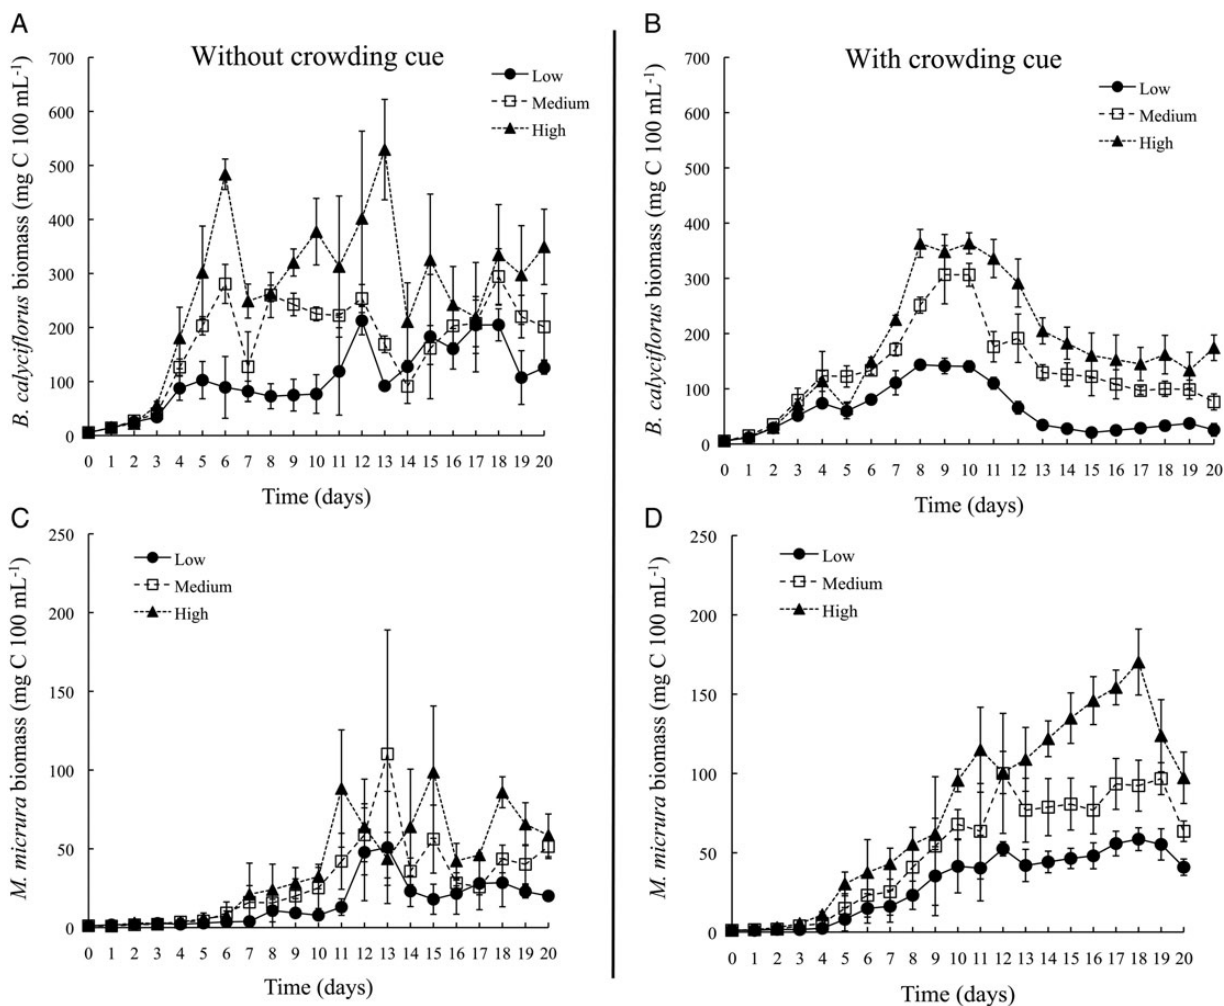 A
Without crowding cue
B. calyciflorus biomass (mg C 100 mL⁻¹)
700
600
500
400
300
200
100
0
Low
Medium
High
0 1 2 3 4 5 6 7 8 9 10 11 12 13 14 15 16 17 18 19 20
Time (days)
B
With crowding cue
B. calyciflorus biomass (mg C 100 mL⁻¹)
700
600
500
400
300
200
100
0
Low
Medium
High
0 1 2 3 4 5 6 7 8 9 10 11 12 13 14 15 16 17 18 19 20
Time (days)
C
M. micrura biomass (mg C 100 mL⁻¹)
250
200
150
100
50
0
Low
Medium
High
0 1 2 3 4 5 6 7 8 9 10 11 12 13 14 15 16 17 18 19 20
Time (days)
D
M. micrura biomass (mg C 100 mL⁻¹)
250
200
150
100
50
0
Low
Medium
High
0 1 2 3 4 5 6 7 8 9 10 11 12 13 14 15 16 17 18 19 20
Time (days)